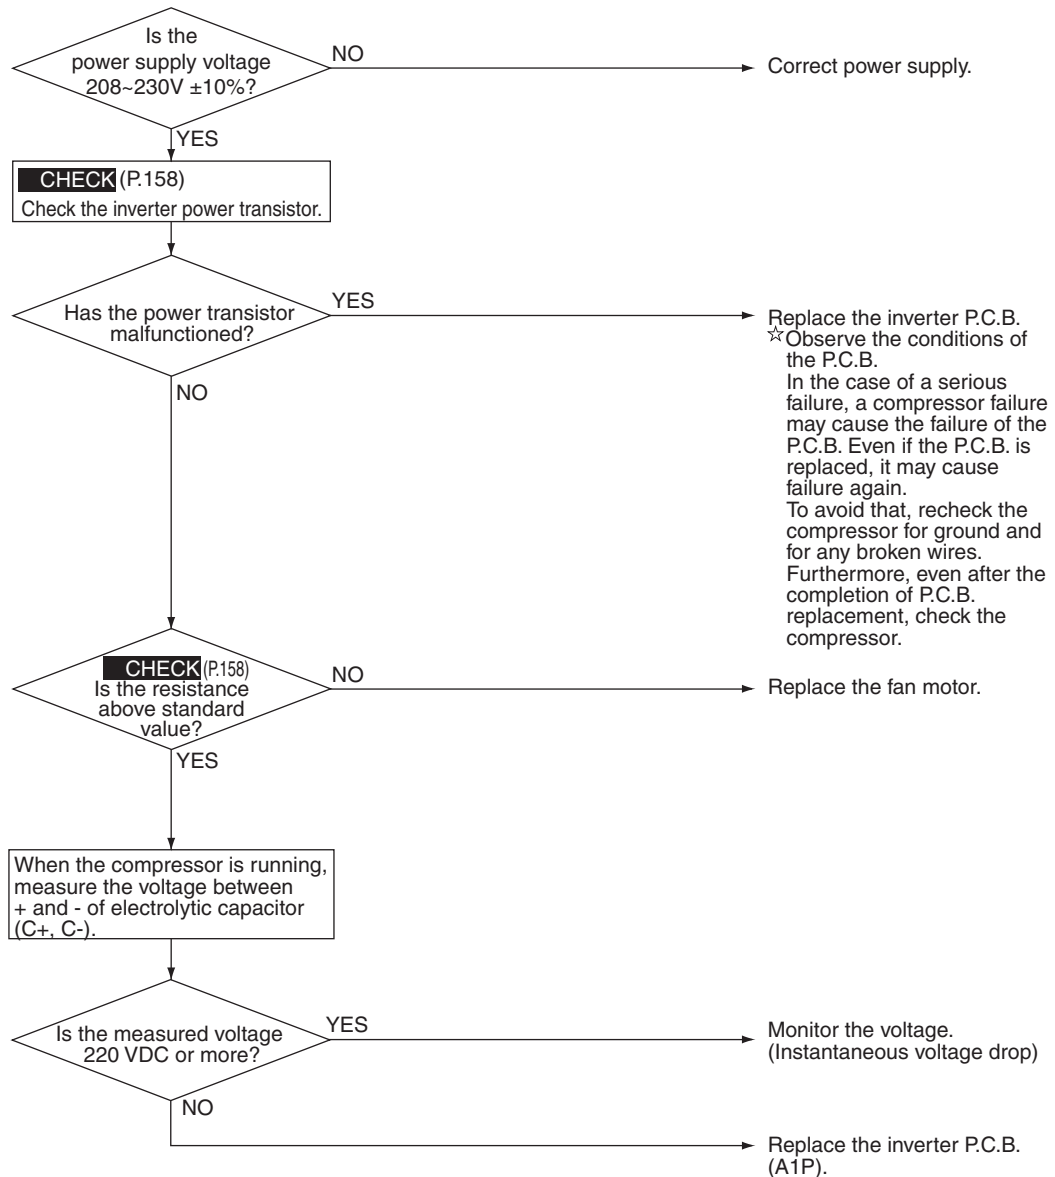 Is the
power supply voltage
208~230V ±10%?
NO
Correct power supply.
YES
CHECK (P.158)
Check the inverter power transistor.
Has the power transistor
malfunctioned?
YES
Replace the inverter P.C.B.
☆Observe the conditions of
the P.C.B.
In the case of a serious
failure, a compressor failure
may cause the failure of the
P.C.B. Even if the P.C.B. is
replaced, it may cause
failure again.
To avoid that, recheck the
compressor for ground and
for any broken wires.
Furthermore, even after the
completion of P.C.B.
replacement, check the
compressor.
NO
CHECK (P.158)
Is the resistance
above standard
value?
NO
Replace the fan motor.
YES
When the compressor is running,
measure the voltage between
+ and - of electrolytic capacitor
(C+, C-).
Is the measured voltage
220 VDC or more?
YES
Monitor the voltage.
(Instantaneous voltage drop)
NO
Replace the inverter P.C.B.
(A1P).